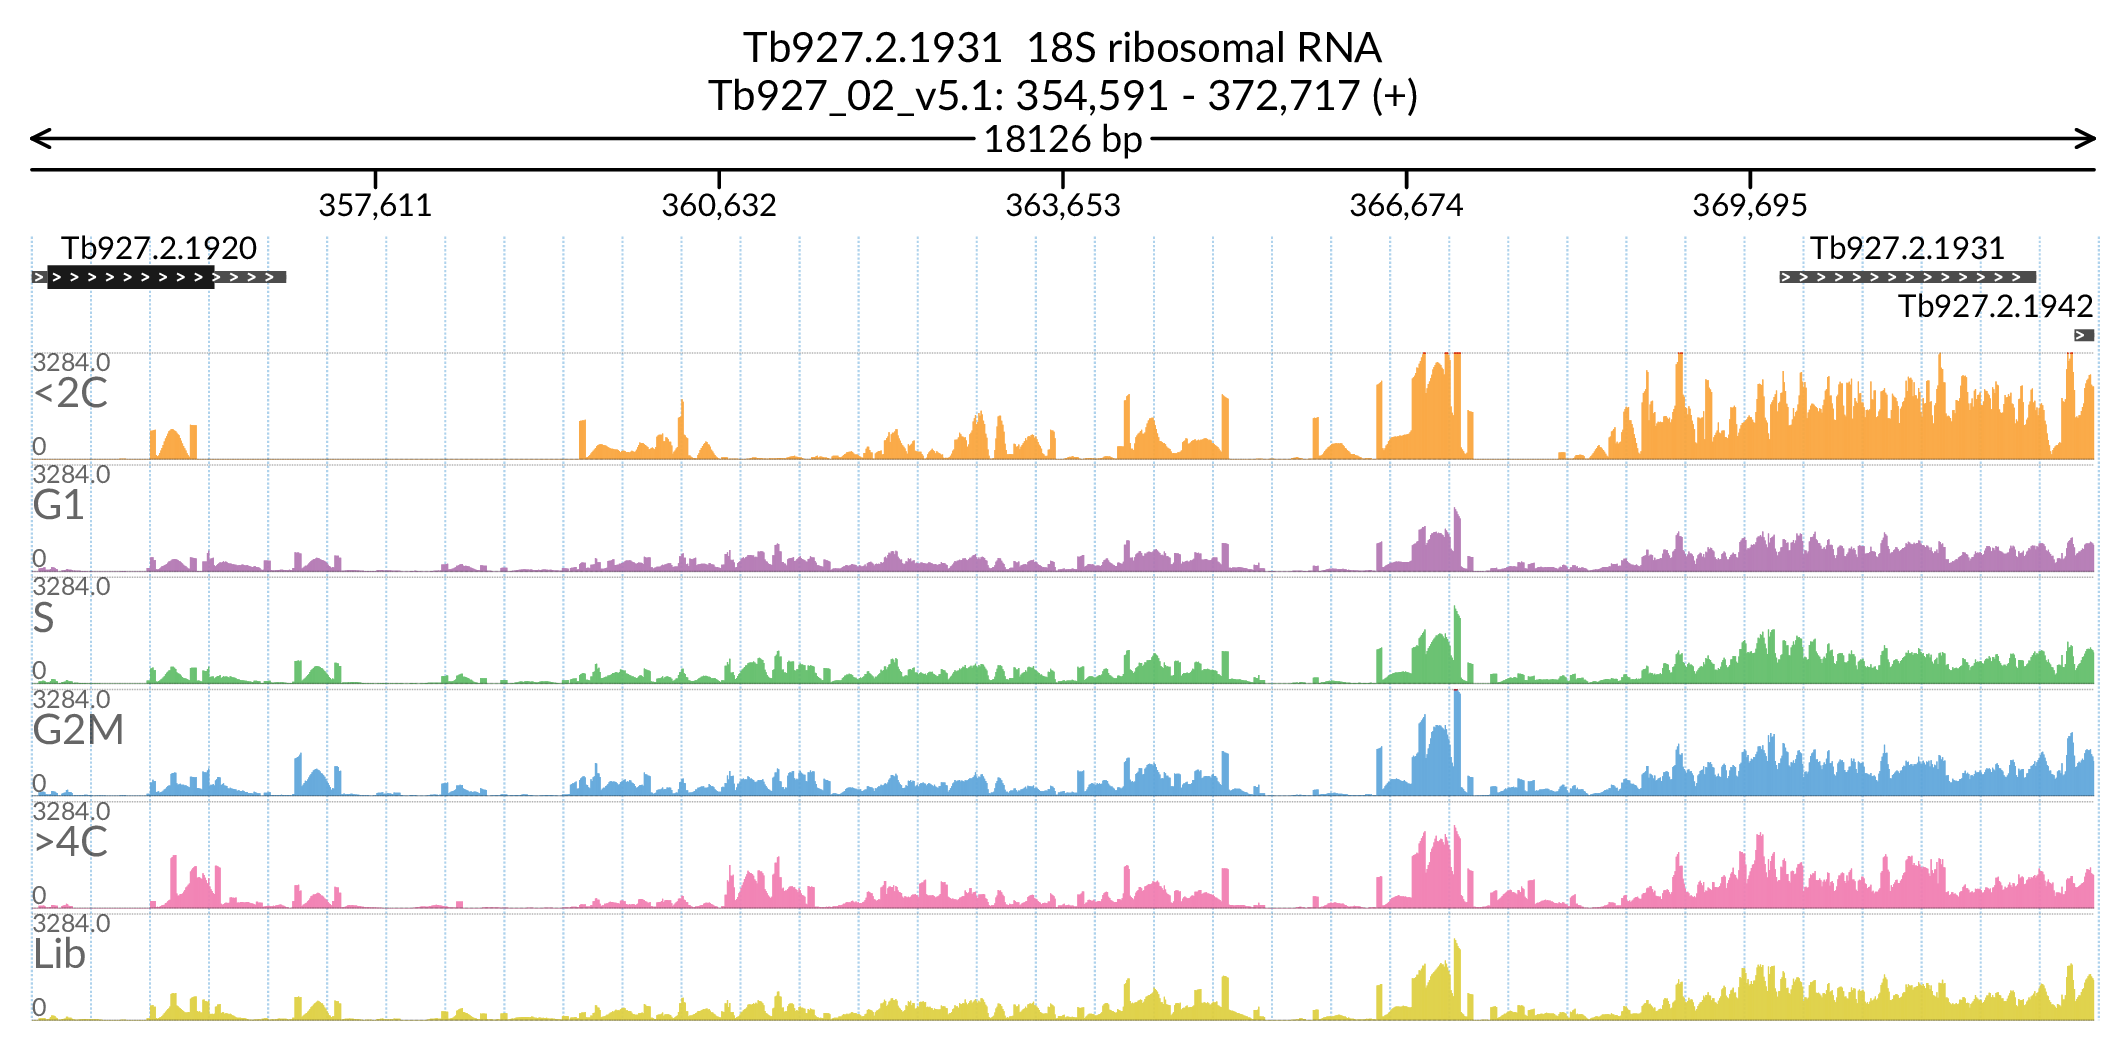 Tb927.2.1931  18S ribosomal RNA
Tb927_02_v5.1: 354,591 - 372,717 (+)
18126 bp
357,611 360,632 363,653 366,674 369,695
Tb927.2.1920 Tb927.2.1931
Tb927.2.1942
3284.0
<2C
0
3284.0
G1
0
3284.0
S
0
3284.0
G2M
0
3284.0
>4C
0
3284.0
Lib
0